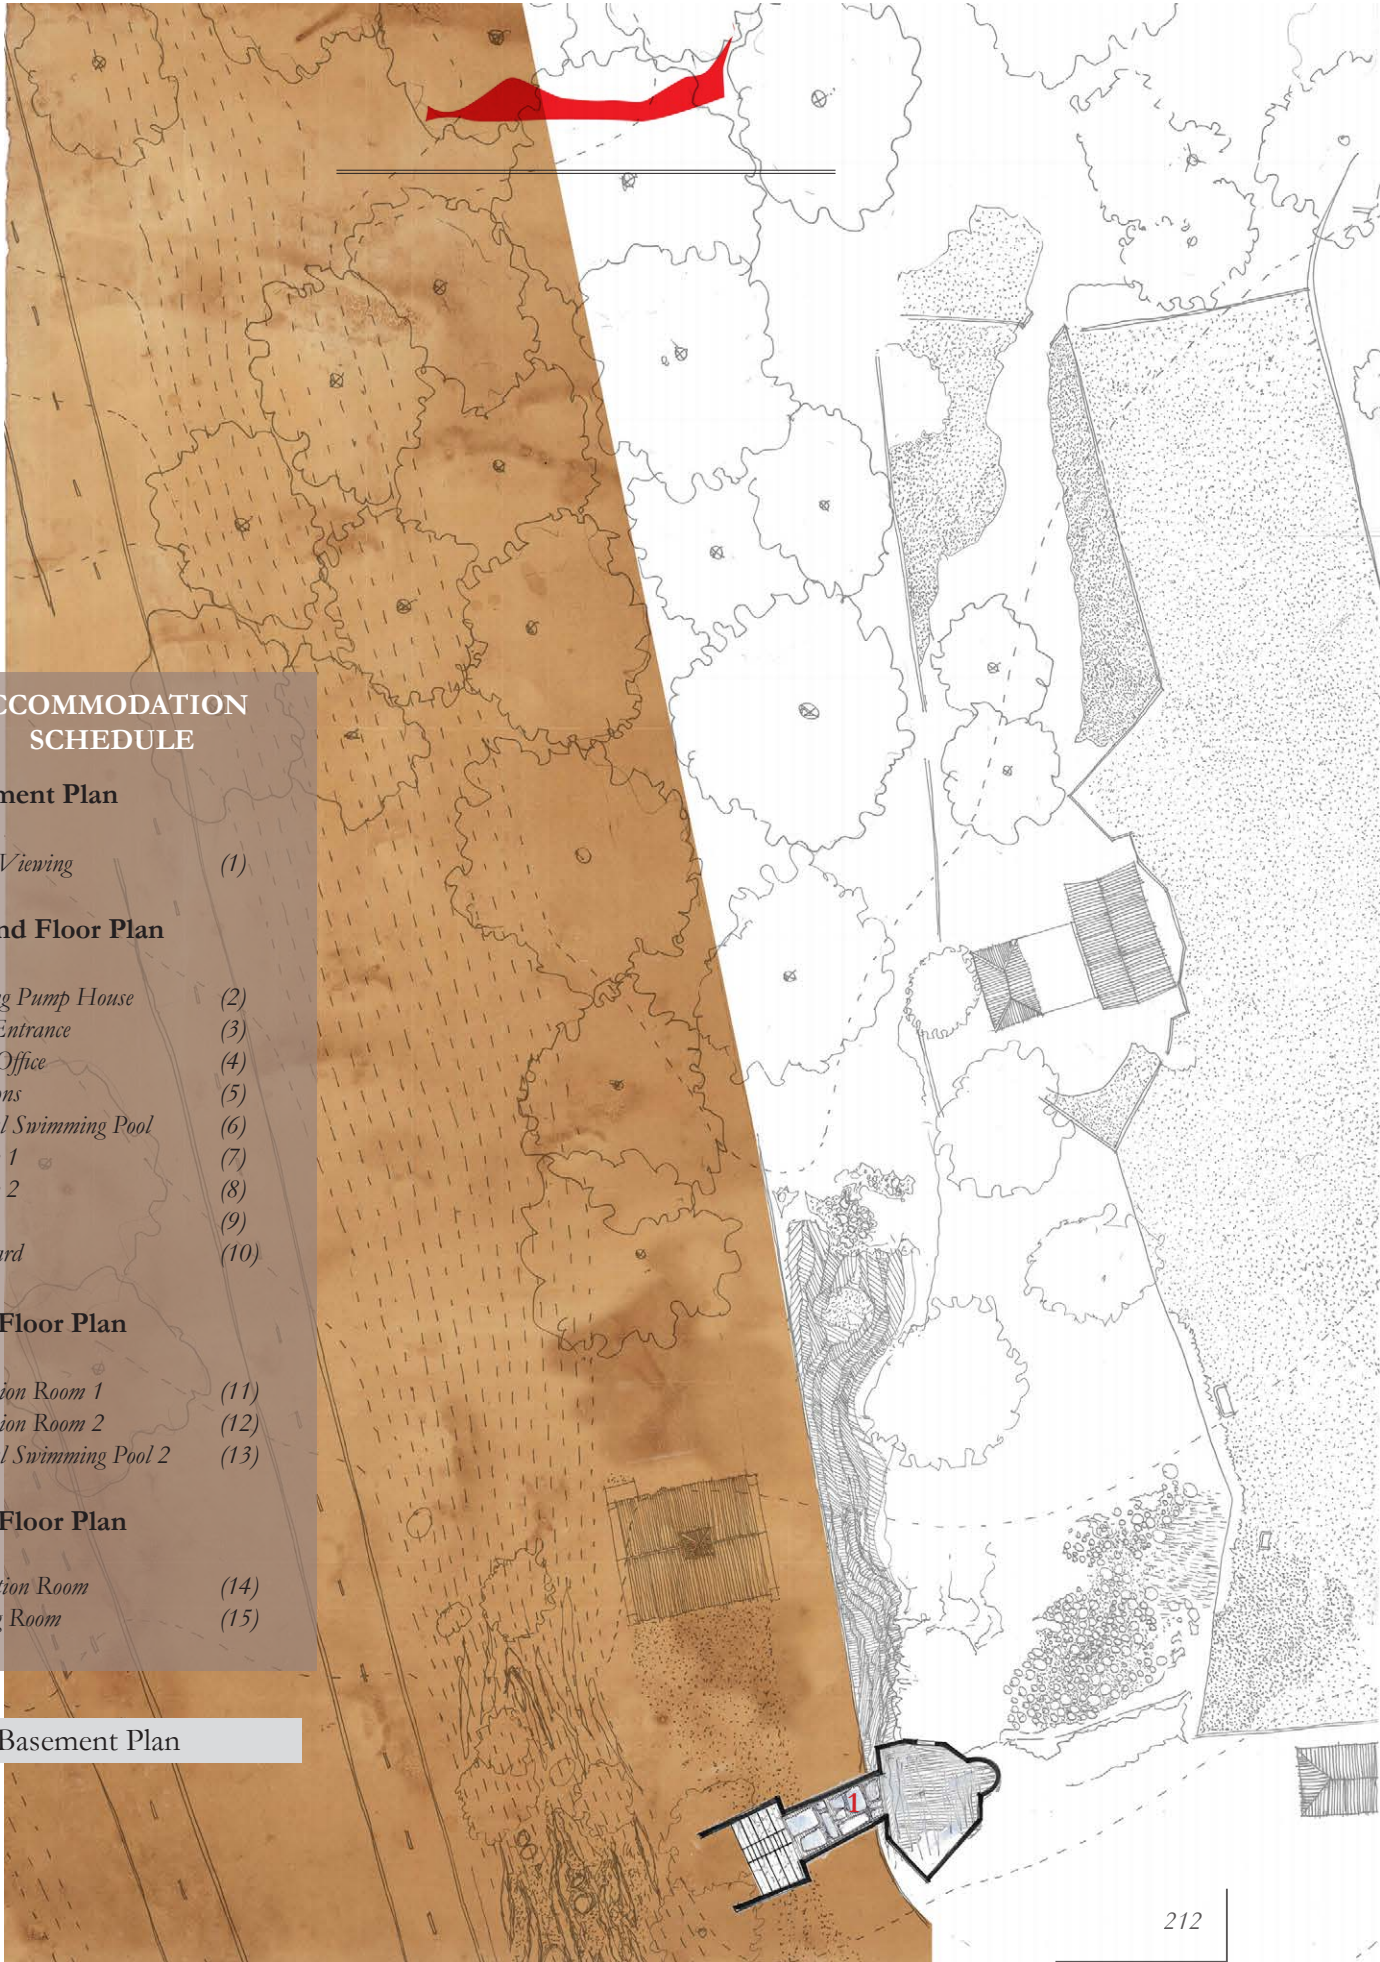 CCOMMODATION
SCHEDULE
ment Plan
Viewing (1)
nd Floor Plan
g Pump House (2)
Entrance (3)
Office (4)
ons (5)
l Swimming Pool (6)
1 (7)
2 (8)
(9)
ard (10)
Floor Plan
ion Room 1 (11)
ion Room 2 (12)
l Swimming Pool 2 (13)
Floor Plan
tion Room (14)
g Room (15)
Basement Plan
1
212